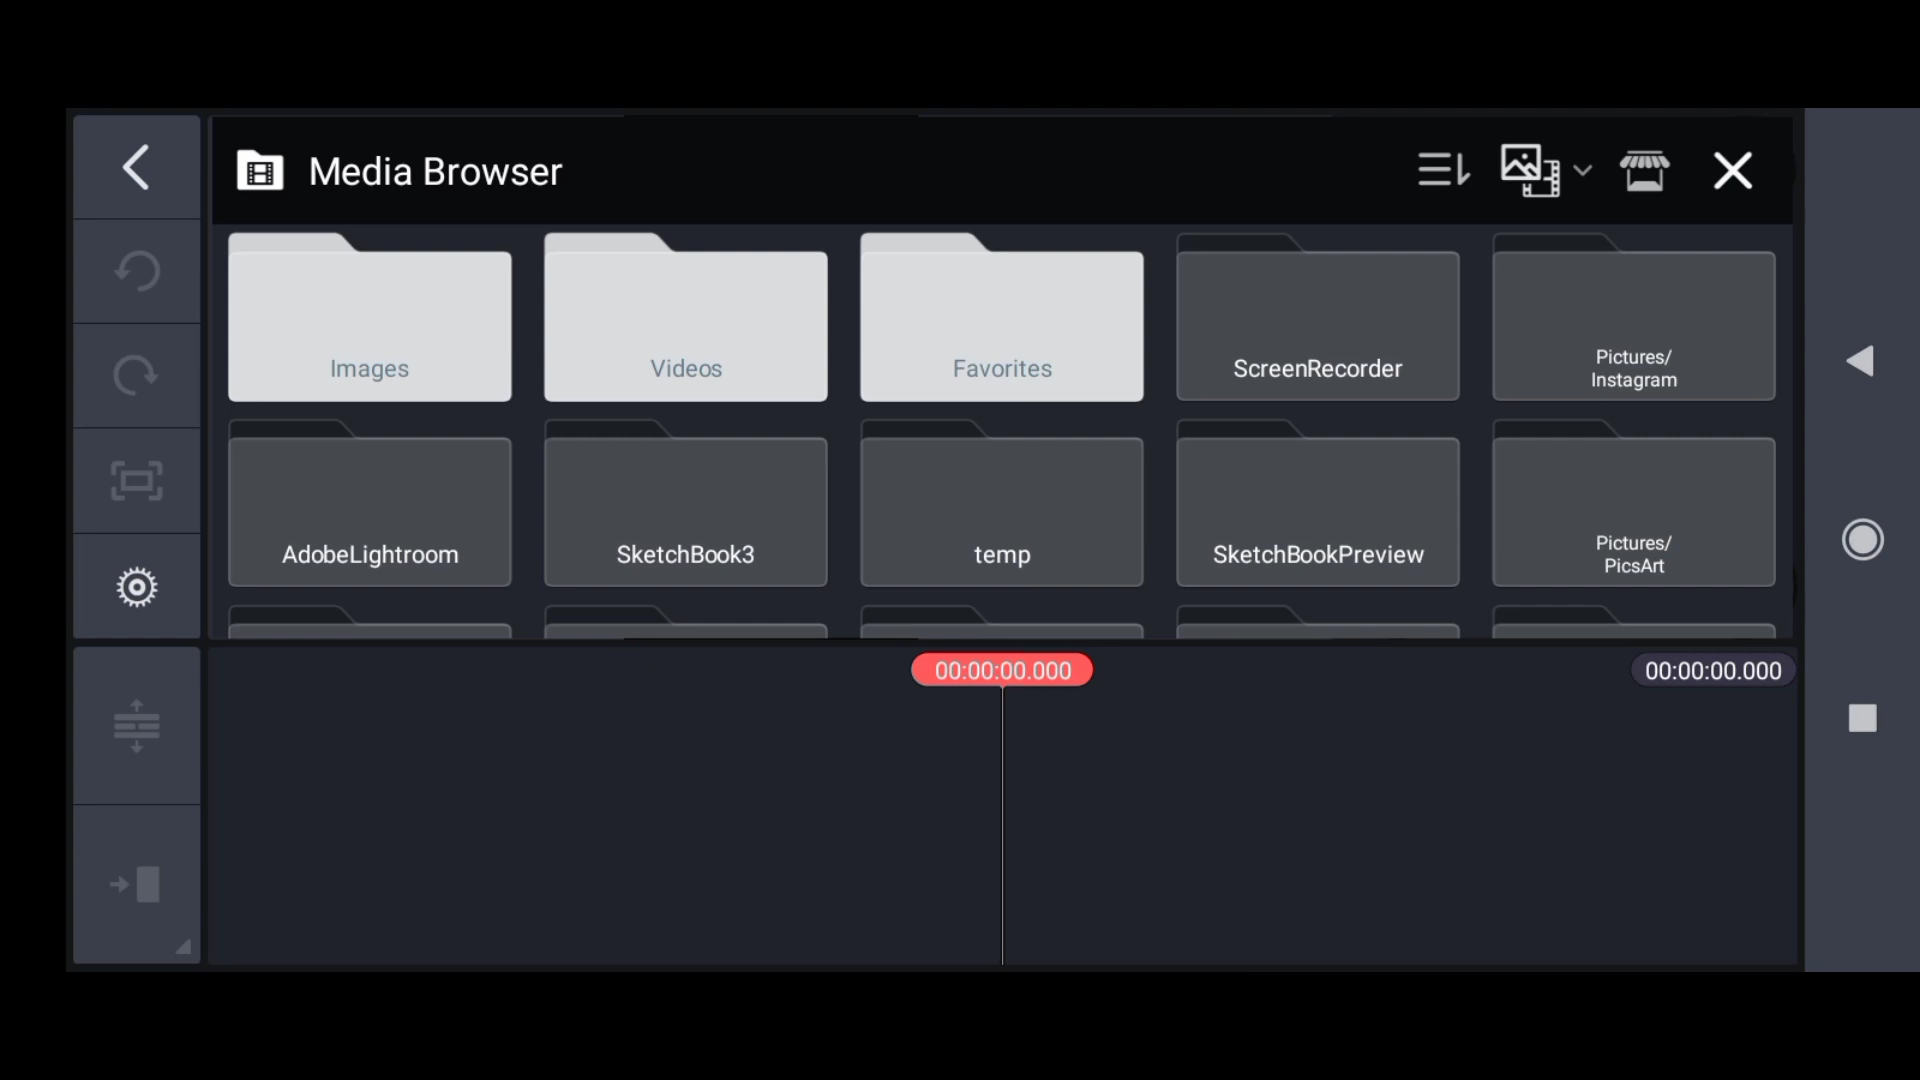 Media Browser
Images
Videos
Favorites
ScreenRecorder
Pictures/
Instagram
AdobeLightroom
SketchBook3
temp
SketchBookPreview
Pictures/
PicsArt
00:00:00.000
00:00:00.000